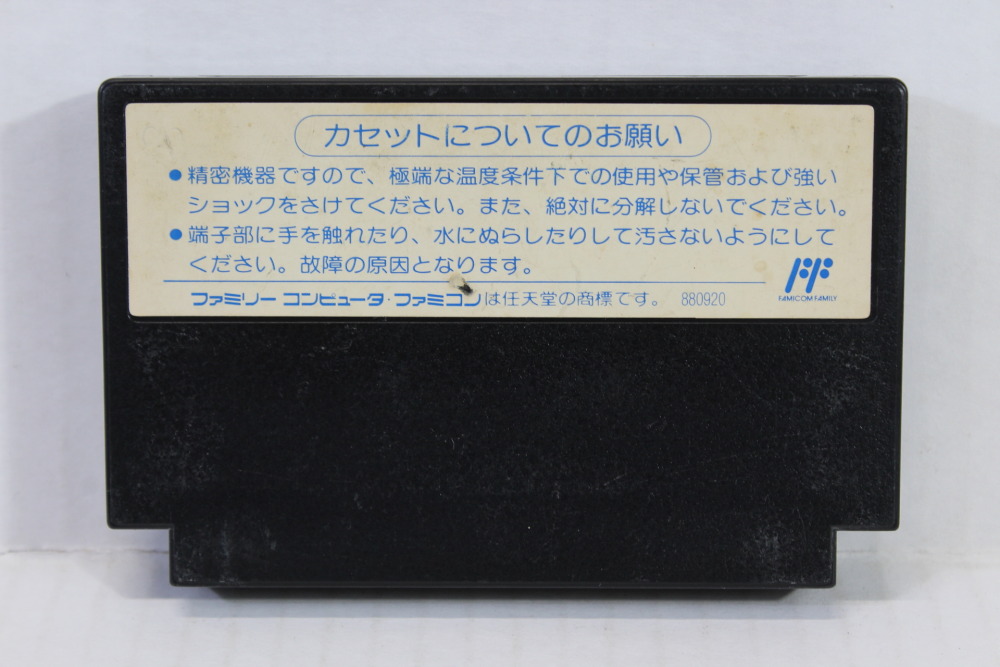 カセットについてのお願い
●精密機器ですので、極端な温度条件下での使用や保管および強い
ショックをさけてください。また、絶対に分解しないでください。
●端子部に手を触れたり、水にぬらしたりして汚さないようにして
ください。故障の原因となります。
ファミリー コンピュータ・ファミコンは任天堂の商標です。 880920
FF
FAMICOM FAMILY